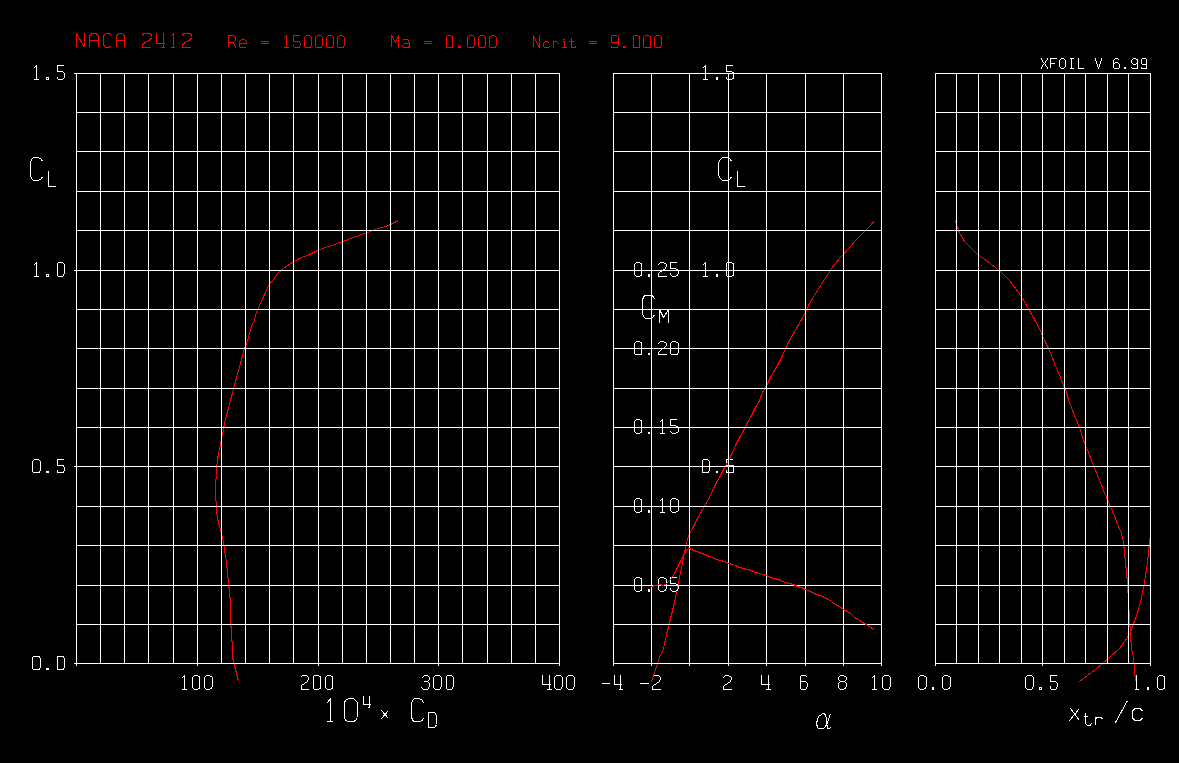 NACA 2412 Re = 150000 Ma = 0.000 Ncrit = 9.000
XFOIL V 6.99
1.5 1.5
CL CL
1.0 0.25 1.0
CM
0.20
0.15
0.5 0.5
0.10
0.05
0.0
100 200 300 400 -4 -2 2 4 6 8 10 0.0 0.5 1.0
10⁴ × CD α xtr/c